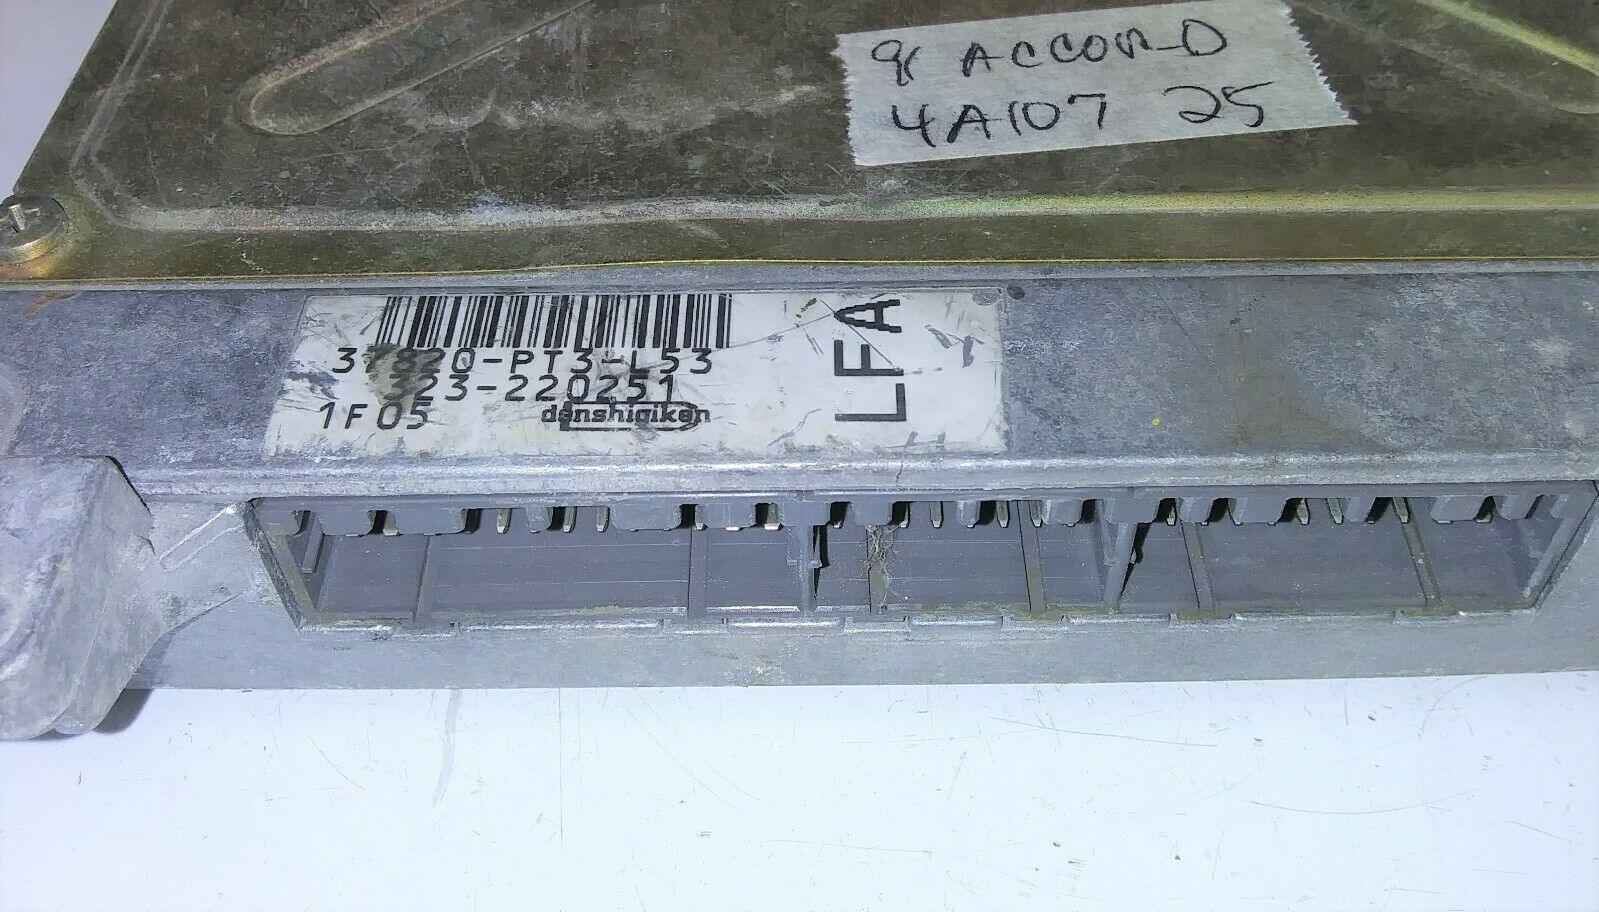 91 ACCORD
4A107 25
37820-PT3-L53
323-220251
1F05 denshigiken
LFA